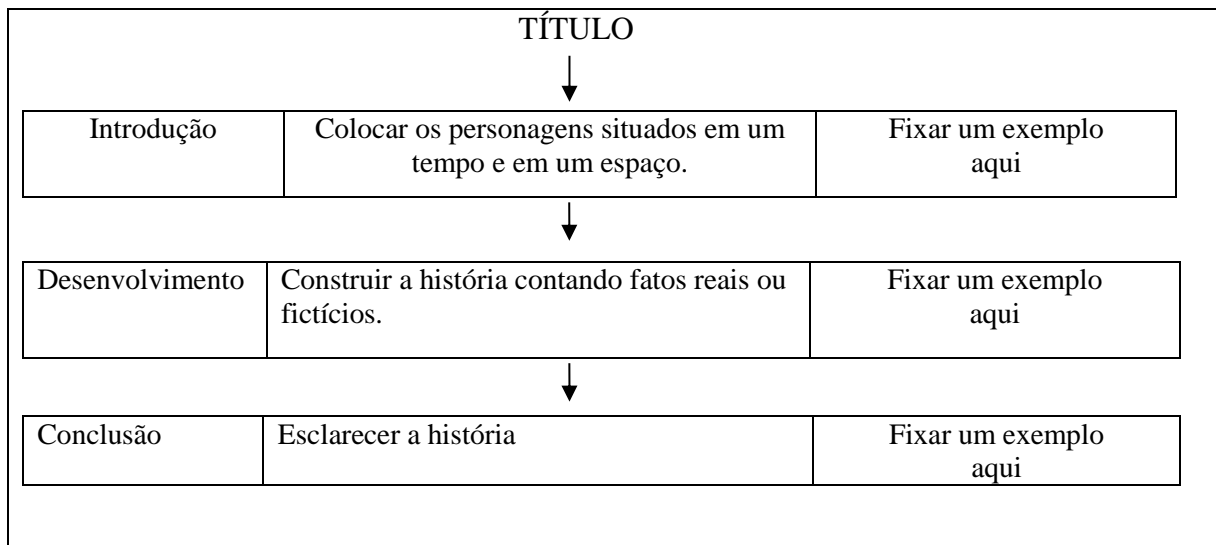 TÍTULO
Introdução
Colocar os personagens situados em um
tempo e em um espaço.
Fixar um exemplo
aqui
Desenvolvimento
Construir a história contando fatos reais ou
fictícios.
Fixar um exemplo
aqui
Conclusão
Esclarecer a história
Fixar um exemplo
aqui